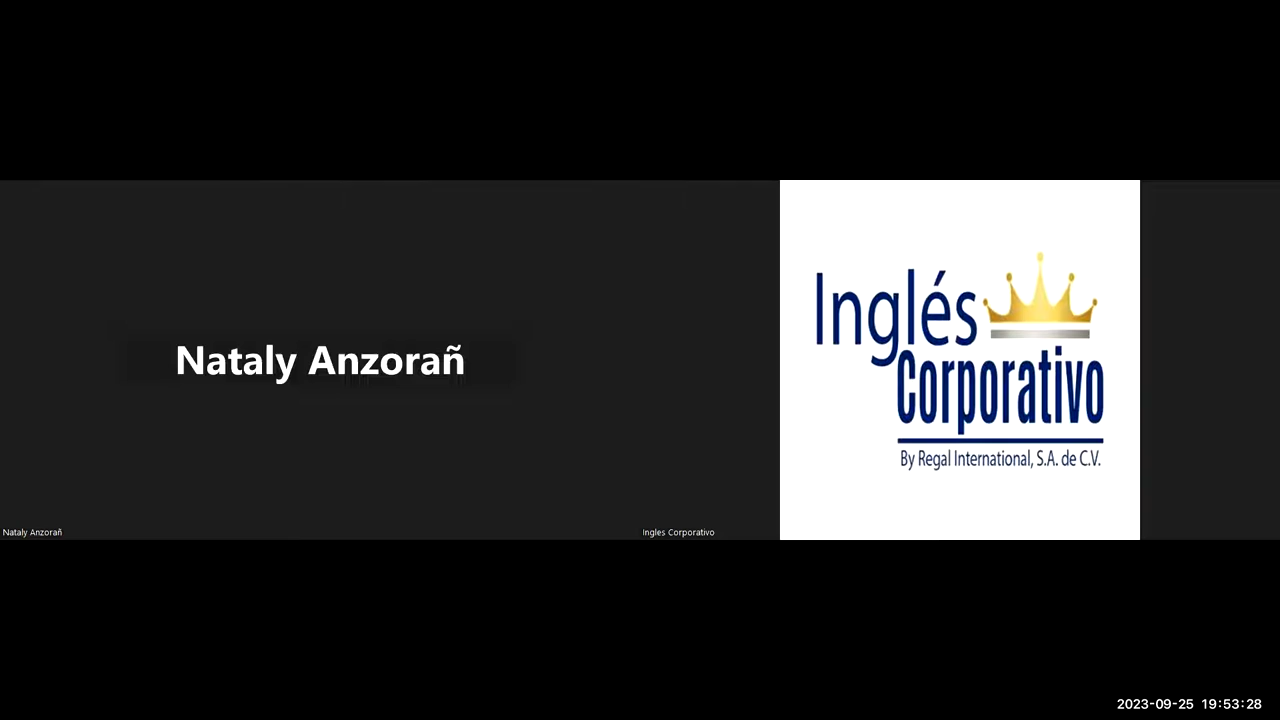 Nataly Anzorañ
Nataly Anzorañ
Inglés
Corporativo
By Regal International, S.A. de C.V.
Ingles Corporativo
2023-09-25 19:53:28